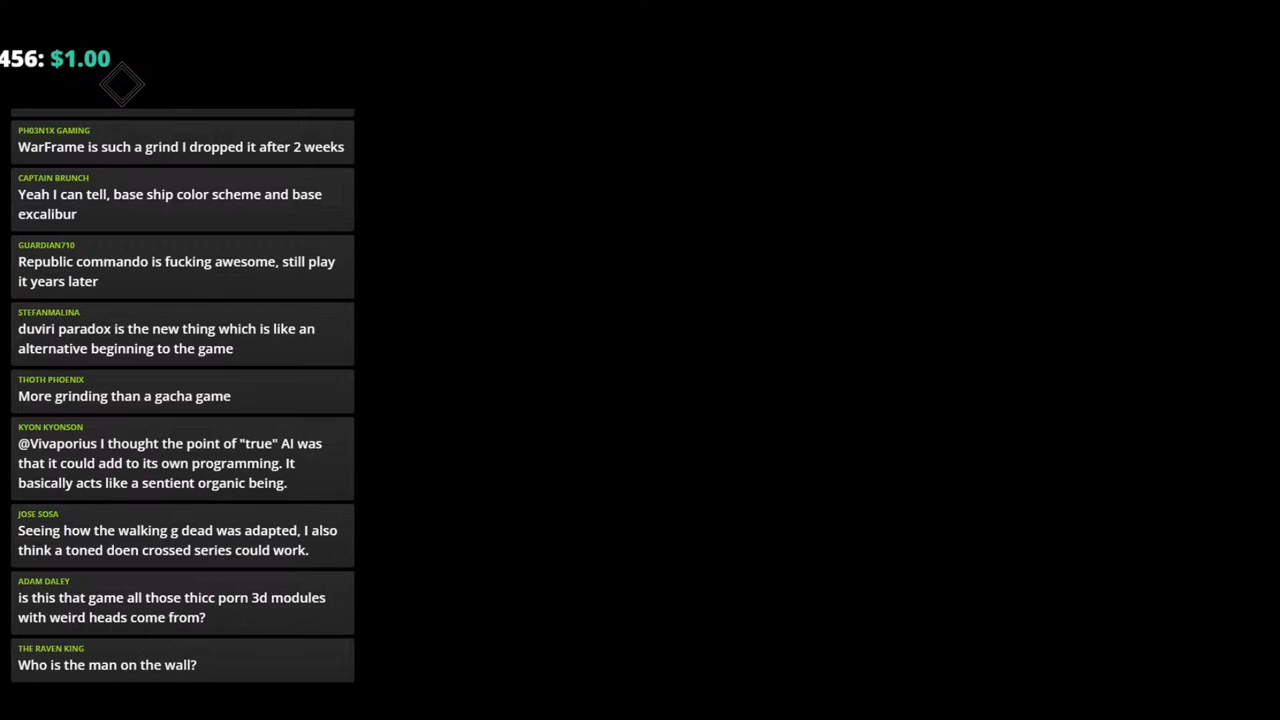 456: $1.00
PH03N1X GAMING
WarFrame is such a grind I dropped it after 2 weeks
CAPTAIN BRUNCH
Yeah I can tell, base ship color scheme and base
excalibur
GUARDIAN710
Republic commando is fucking awesome, still play
it years later
STEFANMALINA
duviri paradox is the new thing which is like an
alternative beginning to the game
THOTH PHOENIX
More grinding than a gacha game
KYON KYONSON
@Vivaporius I thought the point of "true" AI was
that it could add to its own programming. It
basically acts like a sentient organic being.
JOSE SOSA
Seeing how the walking g dead was adapted, I also
think a toned doen crossed series could work.
ADAM DALEY
is this that game all those thicc porn 3d modules
with weird heads come from?
THE RAVEN KING
Who is the man on the wall?